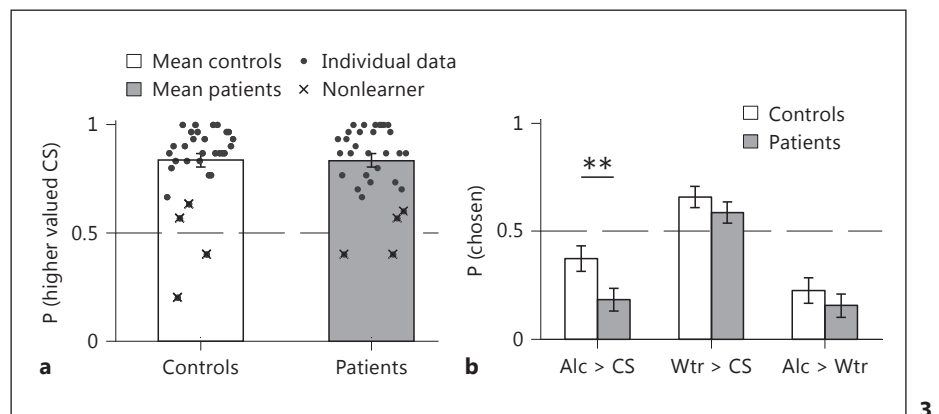 Mean controls
Individual data
Mean patients
Nonlearner
P (higher valued CS)
1
0.5
0
Controls
Patients
a
Controls
Patients
P (chosen)
1
0.5
0
**
Alc > CS
Wtr > CS
Alc > Wtr
b
3